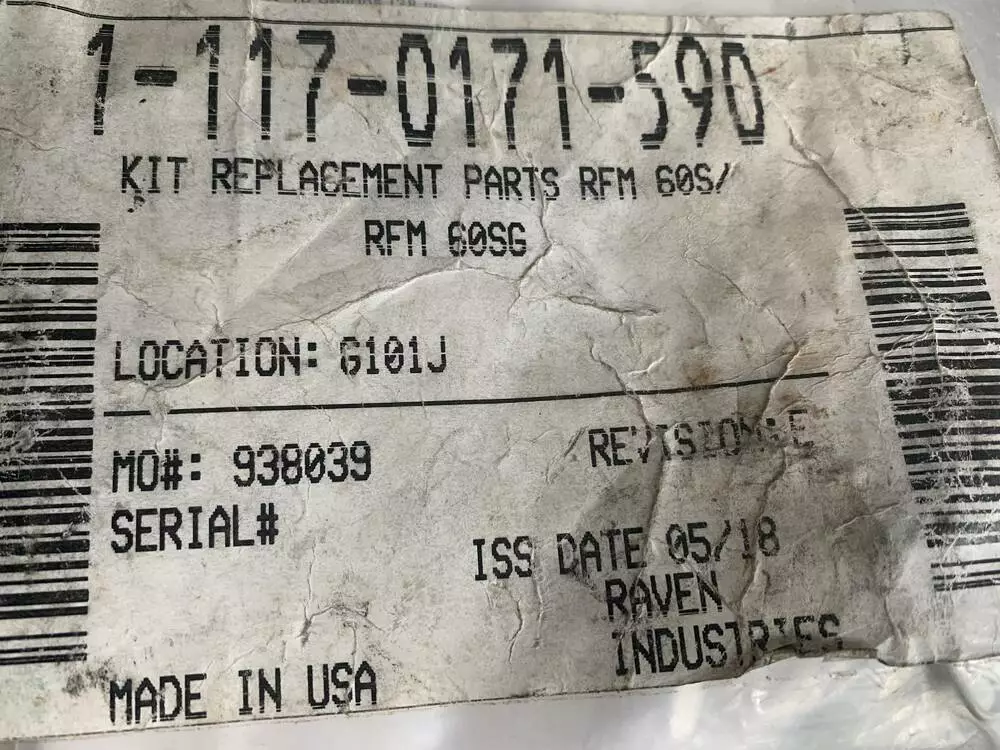 1-117-0171-590
KIT REPLACEMENT PARTS RFM 60S/
RFM 60SG
LOCATION: G101J
MO#: 938039
REVISION: E
SERIAL#
ISS DATE 05/18
RAVEN
INDUSTRIES
MADE IN USA